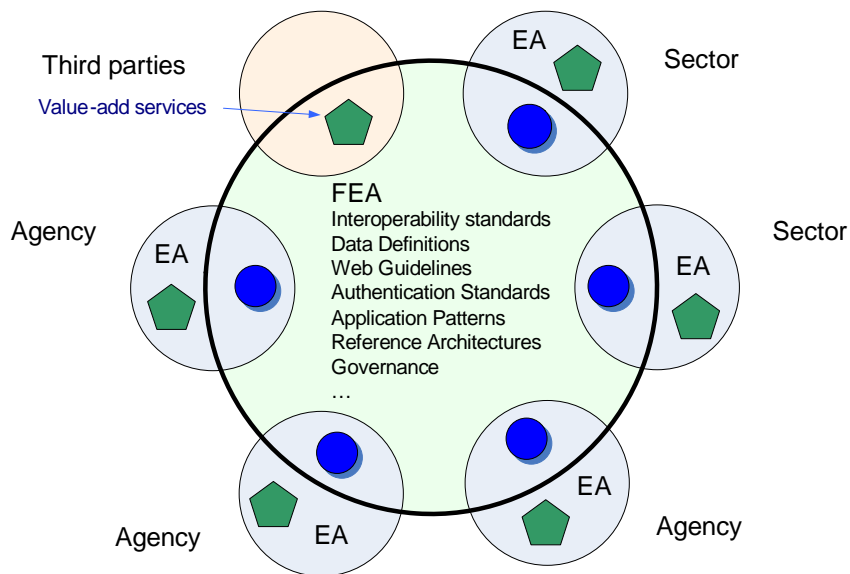 EA
Sector
Third parties
Value-add services
FEA
Interoperability standards
Data Definitions
Web Guidelines
Authentication Standards
Application Patterns
Reference Architectures
Governance
…
Agency
EA
Sector
EA
EA
Agency
EA
Agency